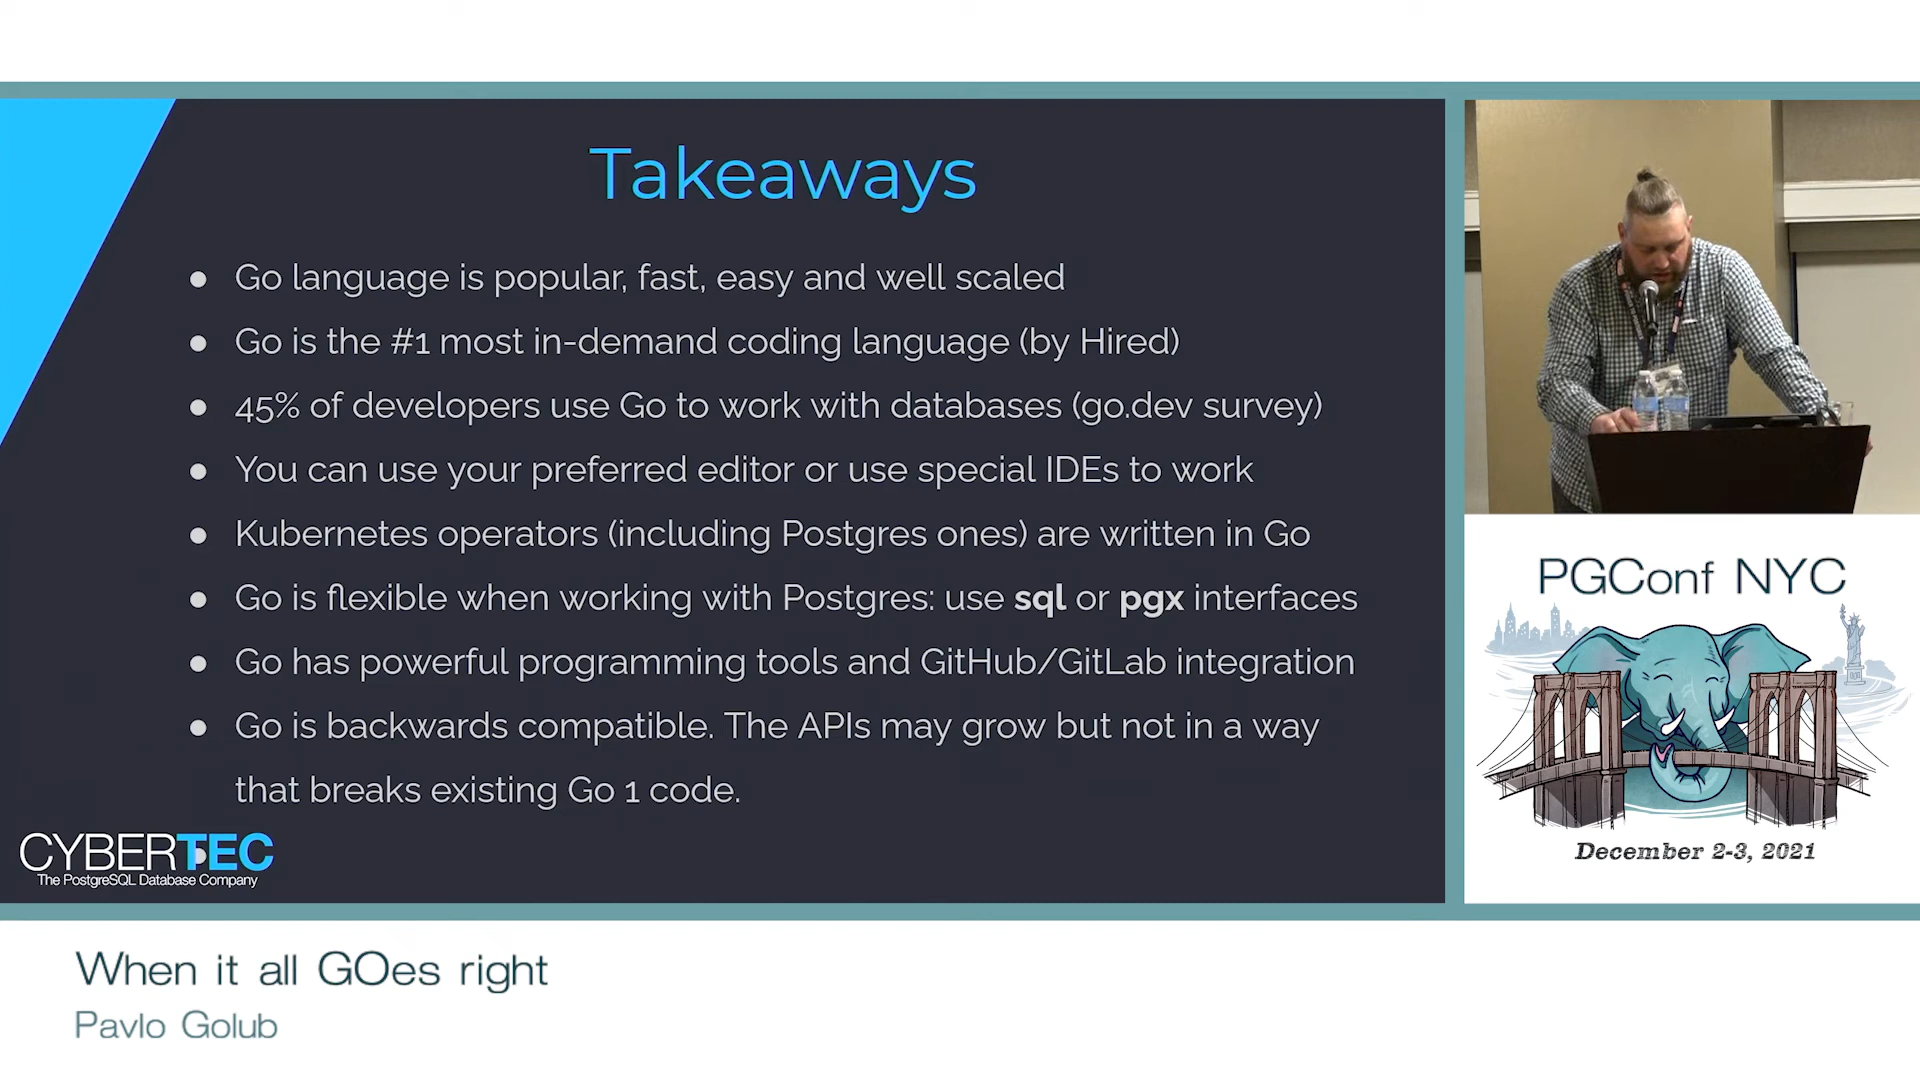 Takeaways
● Go language is popular, fast, easy and well scaled
● Go is the #1 most in-demand coding language (by Hired)
● 45% of developers use Go to work with databases (go.dev survey)
● You can use your preferred editor or use special IDEs to work
● Kubernetes operators (including Postgres ones) are written in Go
● Go is flexible when working with Postgres: use sql or pgx interfaces
● Go has powerful programming tools and GitHub/GitLab integration
● Go is backwards compatible. The APIs may grow but not in a way
that breaks existing Go 1 code.
CYBERTEC
The PostgreSQL Database Company
PGConf NYC
December 2-3, 2021
When it all GOes right
Pavlo Golub